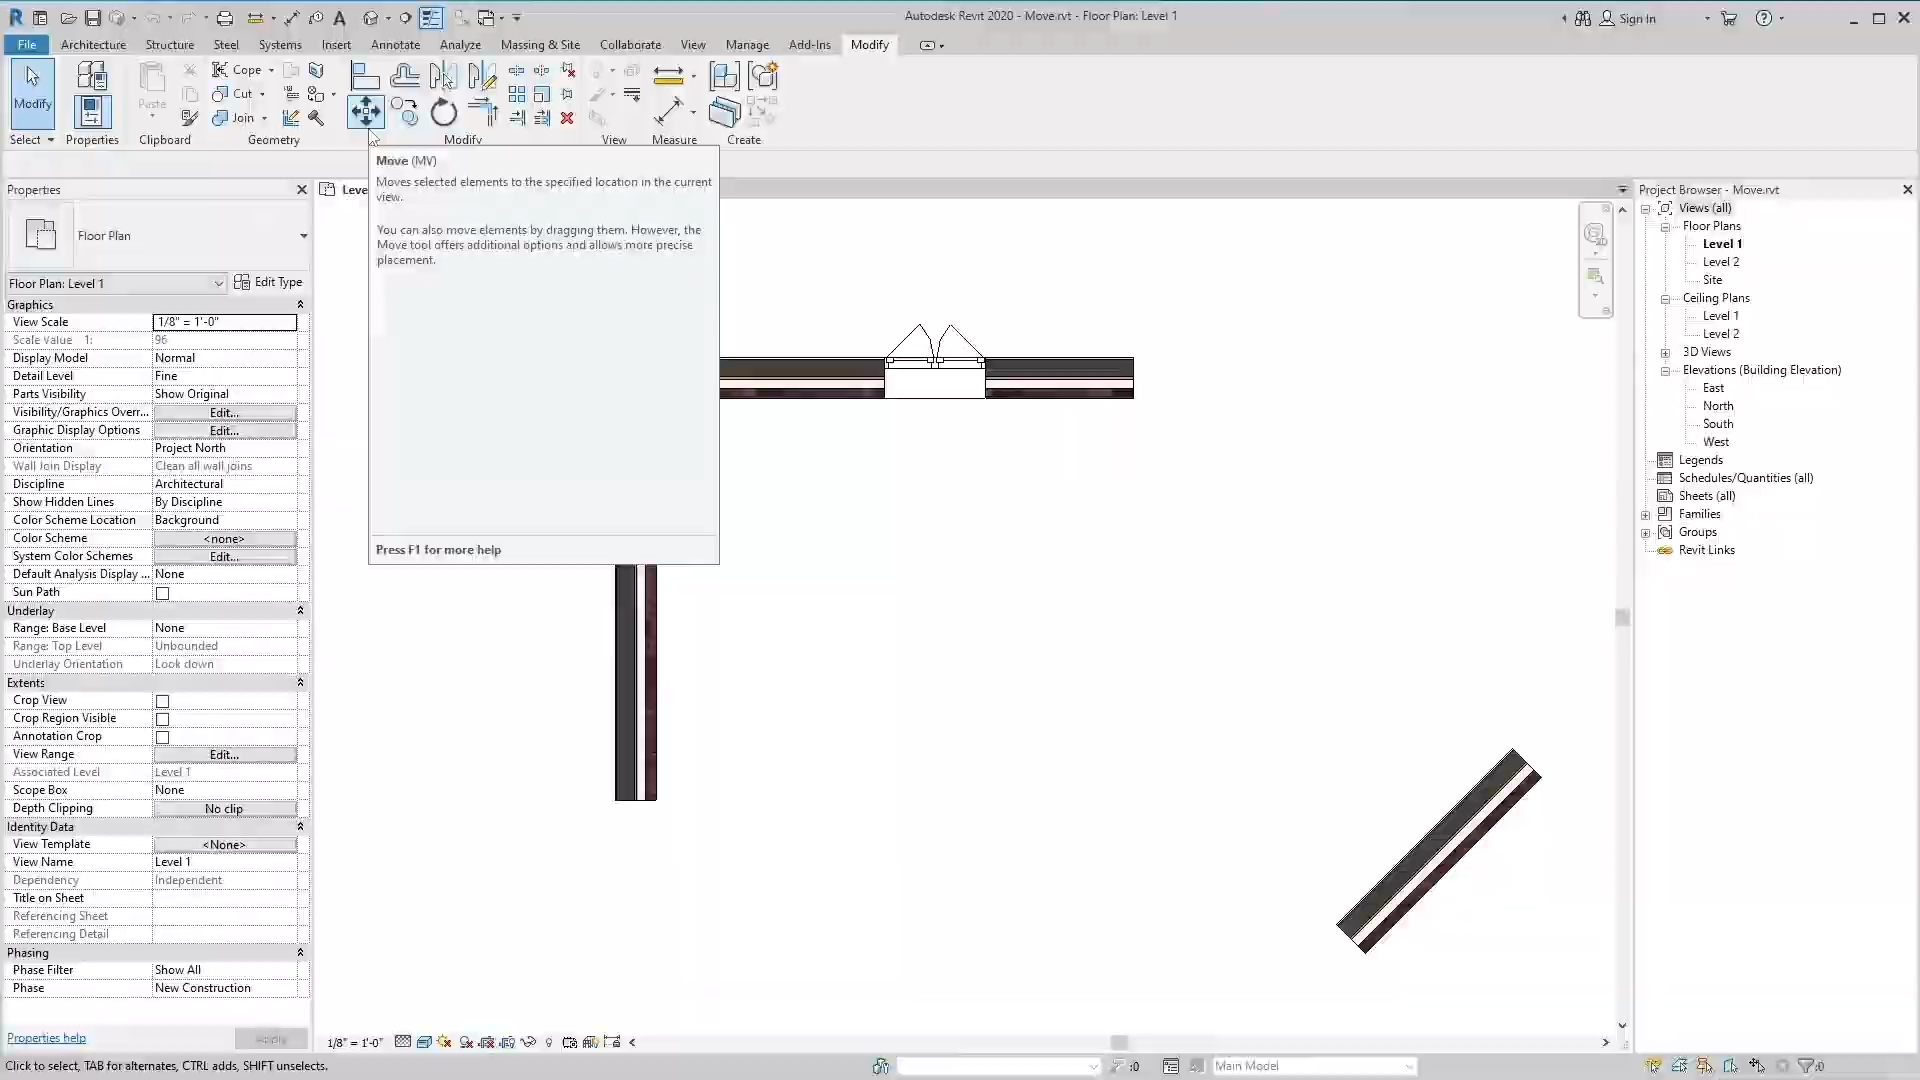 Autodesk Revit 2020 - Move.rvt - Floor Plan: Level 1
Sign In
File Architecture Structure Steel Systems Insert Annotate Analyze Massing & Site Collaborate View Manage Add-Ins Modify
Modify
Paste
Cope
Cut
Join
Select Properties Clipboard Geometry Modify View Measure Create
Move (MV)
Moves selected elements to the specified location in the current
view.
You can also move elements by dragging them. However, the
Move tool offers additional options and allows more precise
placement.
Press F1 for more help
Properties
Floor Plan
Floor Plan: Level 1
Edit Type
Graphics
View Scale 1/8" = 1'-0"
Scale Value 1: 96
Display Model Normal
Detail Level Fine
Parts Visibility Show Original
Visibility/Graphics Overr... Edit...
Graphic Display Options Edit...
Orientation Project North
Wall Join Display Clean all wall joins
Discipline Architectural
Show Hidden Lines By Discipline
Color Scheme Location Background
Color Scheme <none>
System Color Schemes Edit...
Default Analysis Display ... None
Sun Path
Underlay
Range: Base Level None
Range: Top Level Unbounded
Underlay Orientation Look down
Extents
Crop View
Crop Region Visible
Annotation Crop
View Range Edit...
Associated Level Level 1
Scope Box None
Depth Clipping No clip
Identity Data
View Template <None>
View Name Level 1
Dependency Independent
Title on Sheet
Referencing Sheet
Referencing Detail
Phasing
Phase Filter Show All
Phase New Construction
Properties help
Apply
Leve
Project Browser - Move.rvt
Views (all)
Floor Plans
Level 1
Level 2
Site
Ceiling Plans
Level 1
Level 2
3D Views
Elevations (Building Elevation)
East
North
South
West
Legends
Schedules/Quantities (all)
Sheets (all)
Families
Groups
Revit Links
1/8" = 1'-0"
Click to select, TAB for alternates, CTRL adds, SHIFT unselects.
:0
Main Model
:0